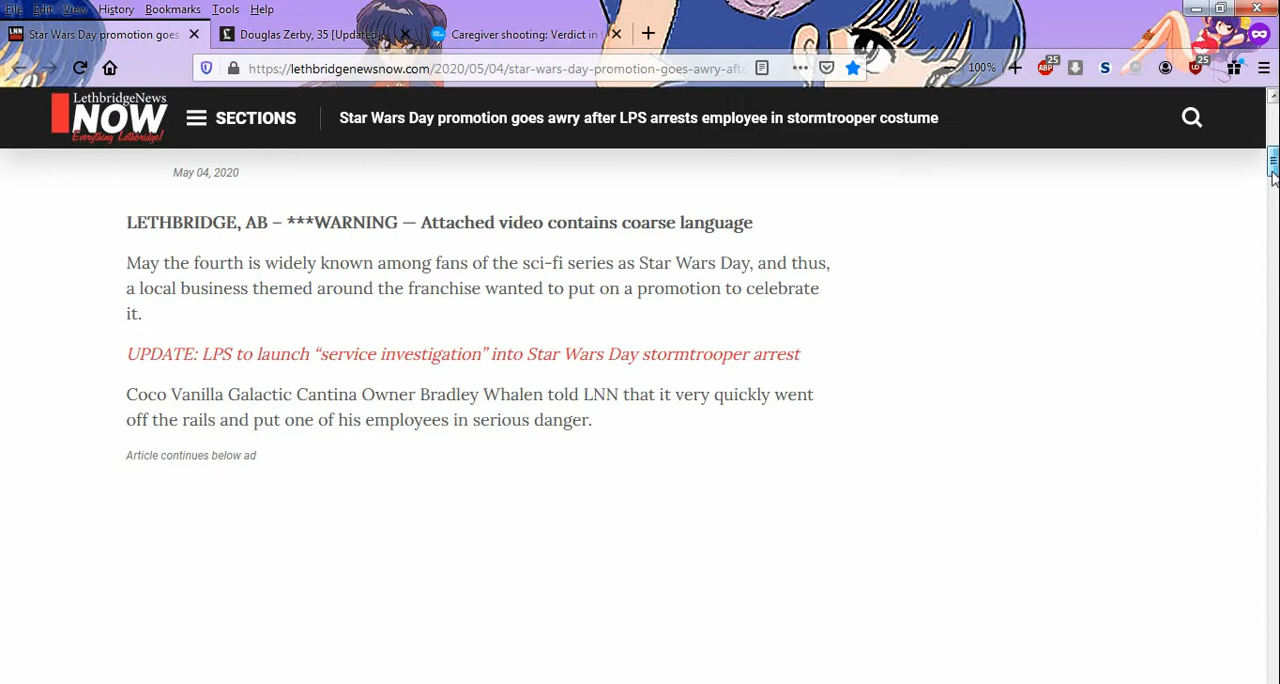 File Edit View History Bookmarks Tools Help
Star Wars Day promotion goes
Douglas Zerby, 35 [Update
Caregiver shooting: Verdict in
https://lethbridgenewsnow.com/2020/05/04/star-wars-day-promotion-goes-awry-afte
100%
25
25
LNN
LethbridgeNews
NOW
Everything Lethbridge!
SECTIONS
Star Wars Day promotion goes awry after LPS arrests employee in stormtrooper costume
May 04, 2020
LETHBRIDGE, AB – ***WARNING — Attached video contains coarse language
May the fourth is widely known among fans of the sci-fi series as Star Wars Day, and thus,
a local business themed around the franchise wanted to put on a promotion to celebrate
it.
UPDATE: LPS to launch “service investigation” into Star Wars Day stormtrooper arrest
Coco Vanilla Galactic Cantina Owner Bradley Whalen told LNN that it very quickly went
off the rails and put one of his employees in serious danger.
Article continues below ad